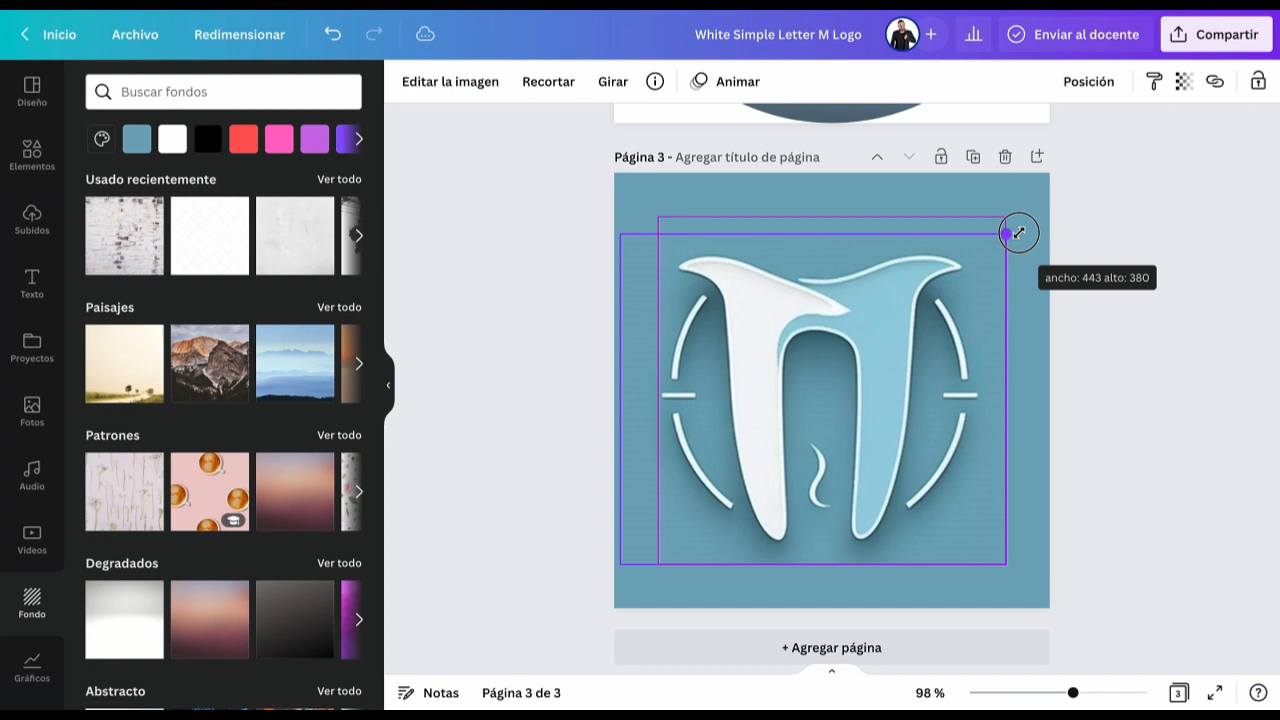 Inicio
Archivo
Redimensionar
White Simple Letter M Logo
Enviar al docente
Compartir
Diseño
Elementos
Subidos
Texto
Proyectos
Fotos
Audio
Videos
Fondo
Gráficos
Buscar fondos
Usado recientemente
Ver todo
Paisajes
Ver todo
Patrones
Ver todo
Degradados
Ver todo
Abstracto
Ver todo
Editar la imagen
Recortar
Girar
Animar
Posición
Página 3 - Agregar título de página
ancho: 443 alto: 380
+ Agregar página
Notas
Página 3 de 3
98 %
3